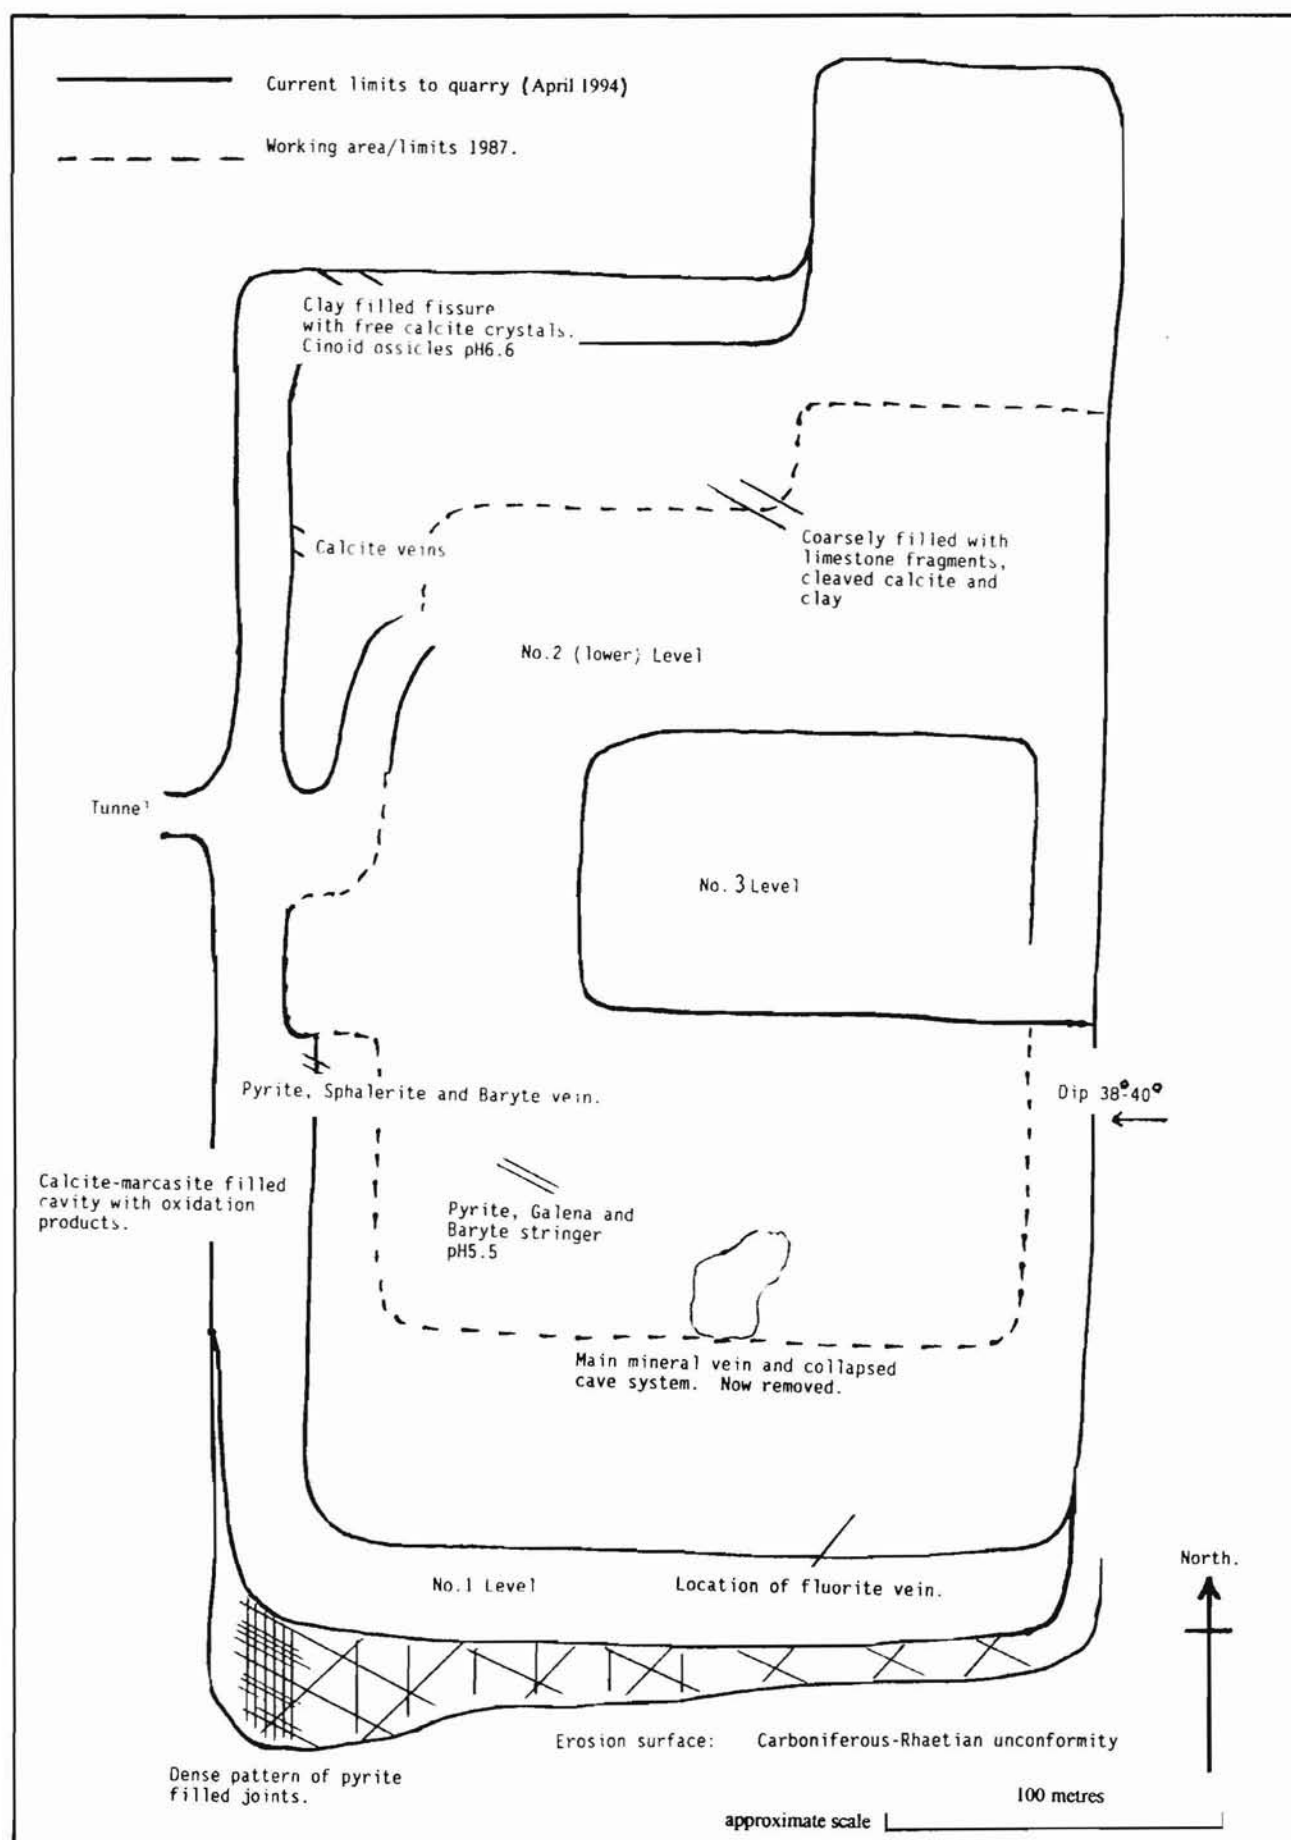 Current limits to quarry (April 1994)
Working area/limits 1987.
Clay filled fissure
with free calcite crystals.
Cinoid ossicles pH6.6
Calcite veins
Coarsely filled with
limestone fragments,
cleaved calcite and
clay
No.2 (lower) Level
Tunnel
No. 3 Level
Pyrite, Sphalerite and Baryte vein.
Dip 38°-40°
Calcite-marcasite filled
cavity with oxidation
products.
Pyrite, Galena and
Baryte stringer
pH5.5
Main mineral vein and collapsed
cave system. Now removed.
North.
No.1 Level
Location of fluorite vein.
Erosion surface: Carboniferous-Rhaetian unconformity
Dense pattern of pyrite
filled joints.
100 metres
approximate scale